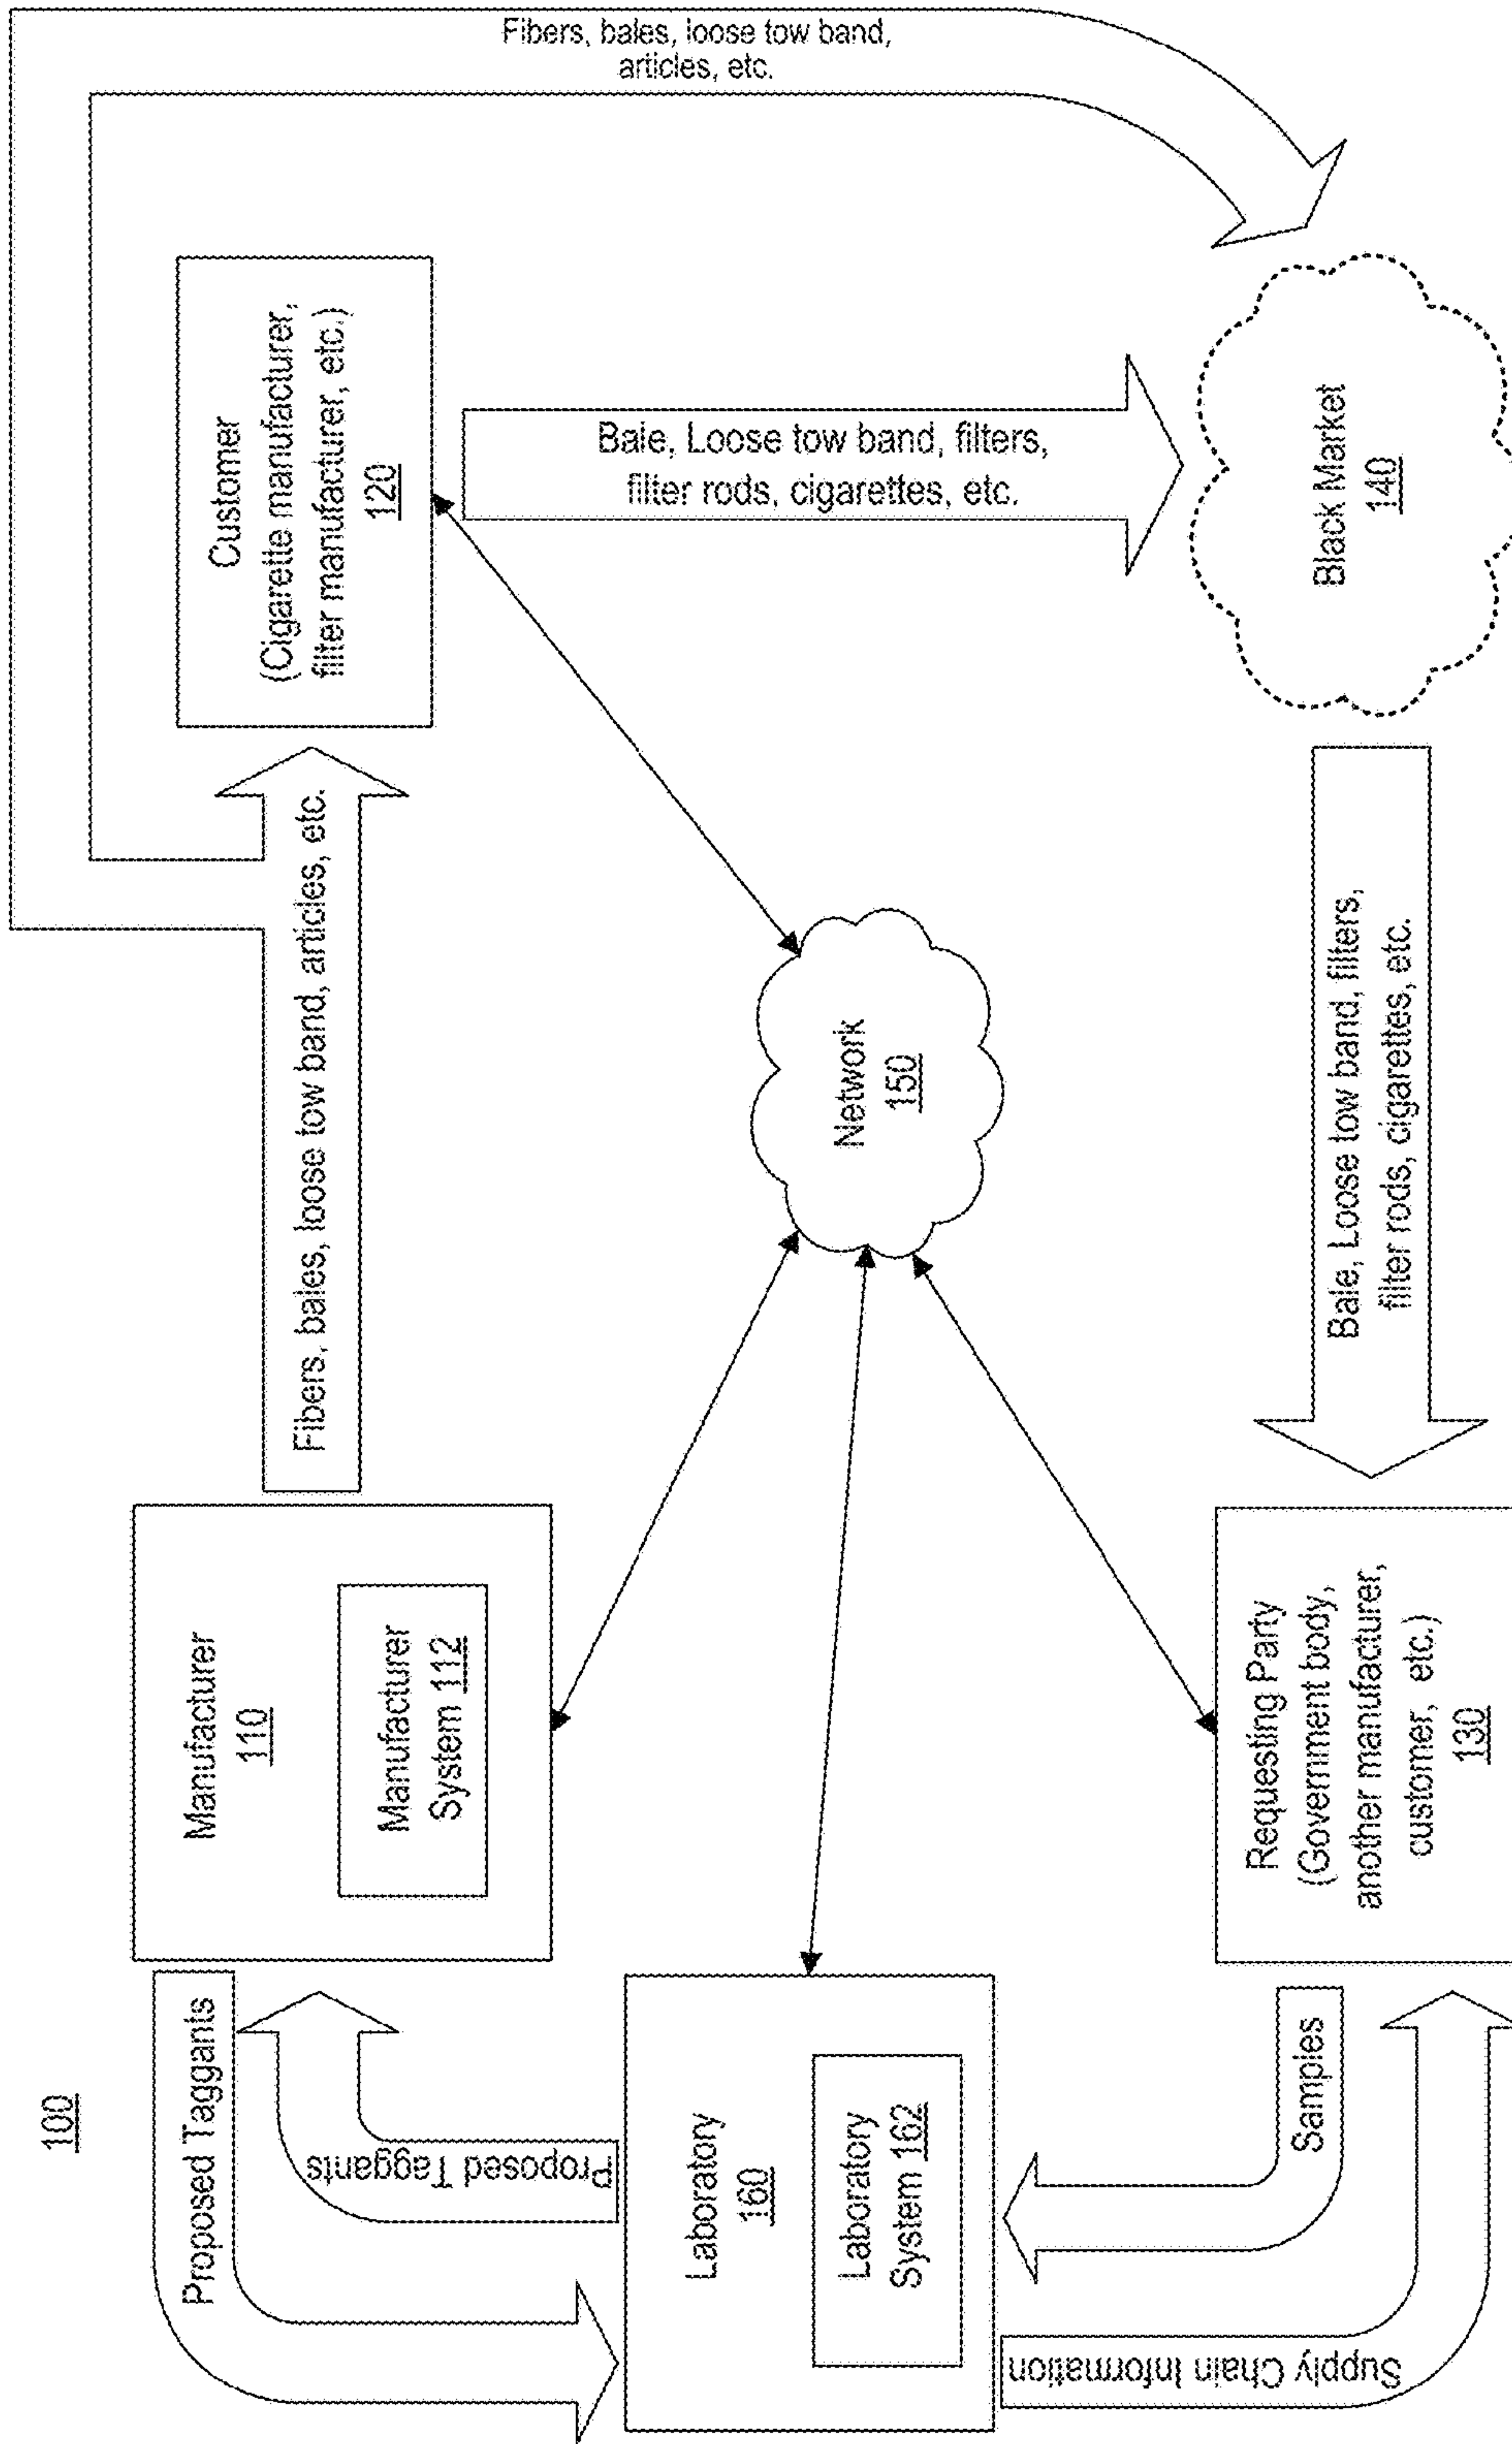 100
Proposed Taggants
Proposed Taggants
Manufacturer
110
Manufacturer
System 112
Fibers, bales, loose tow band, articles, etc.
Fibers, bales, loose tow band,
articles, etc.
Customer
(Cigarette manufacturer,
filter manufacturer, etc.)
120
Laboratory
160
Laboratory
System 162
Network
150
Bale, Loose tow band, filters,
filter rods, cigarettes, etc.
Supply Chain Information
Samples
Requesting Party
(Government body,
another manufacturer,
customer, etc.)
130
Bale, Loose tow band, filters,
filter rods, cigarettes, etc.
Black Market
140